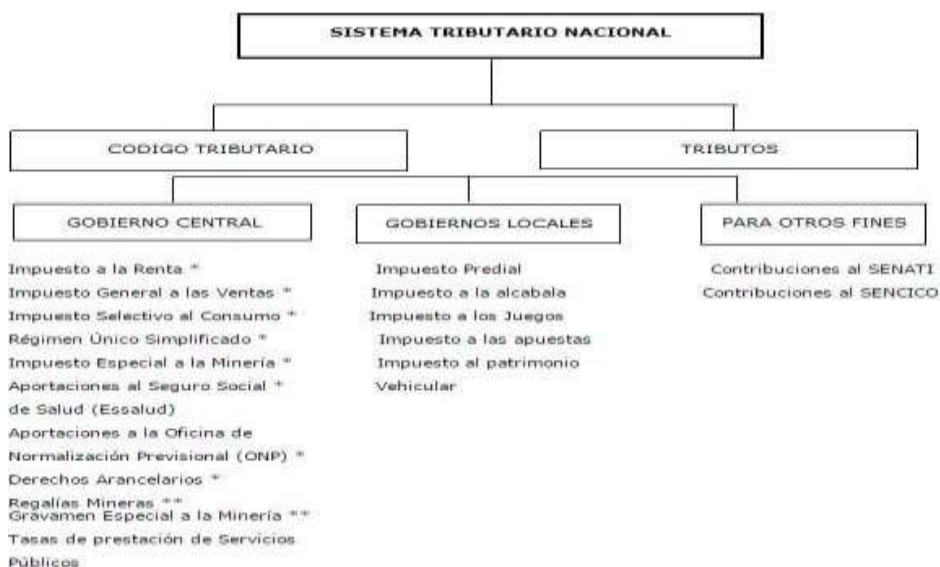 SISTEMA TRIBUTARIO NACIONAL
CODIGO TRIBUTARIO
TRIBUTOS
GOBIERNO CENTRAL
Impuesto a la Renta *
Impuesto General a las Ventas *
Impuesto Selectivo al Consumo *
Régimen Único Simplificado *
Impuesto Especial a la Minería *
Aportaciones al Seguro Social *
de Salud (Essalud)
Aportaciones a la Oficina de
Normalización Previsional (ONP) *
Derechos Arancelarios *
Regalías Mineras **
Gravamen Especial a la Minería **
Tasas de prestación de Servicios
Públicos
GOBIERNOS LOCALES
Impuesto Predial
Impuesto a la alcabala
Impuesto a los Juegos
Impuesto a las apuestas
Impuesto al patrimonio
Vehicular
PARA OTROS FINES
Contribuciones al SENATI
Contribuciones al SENCICO